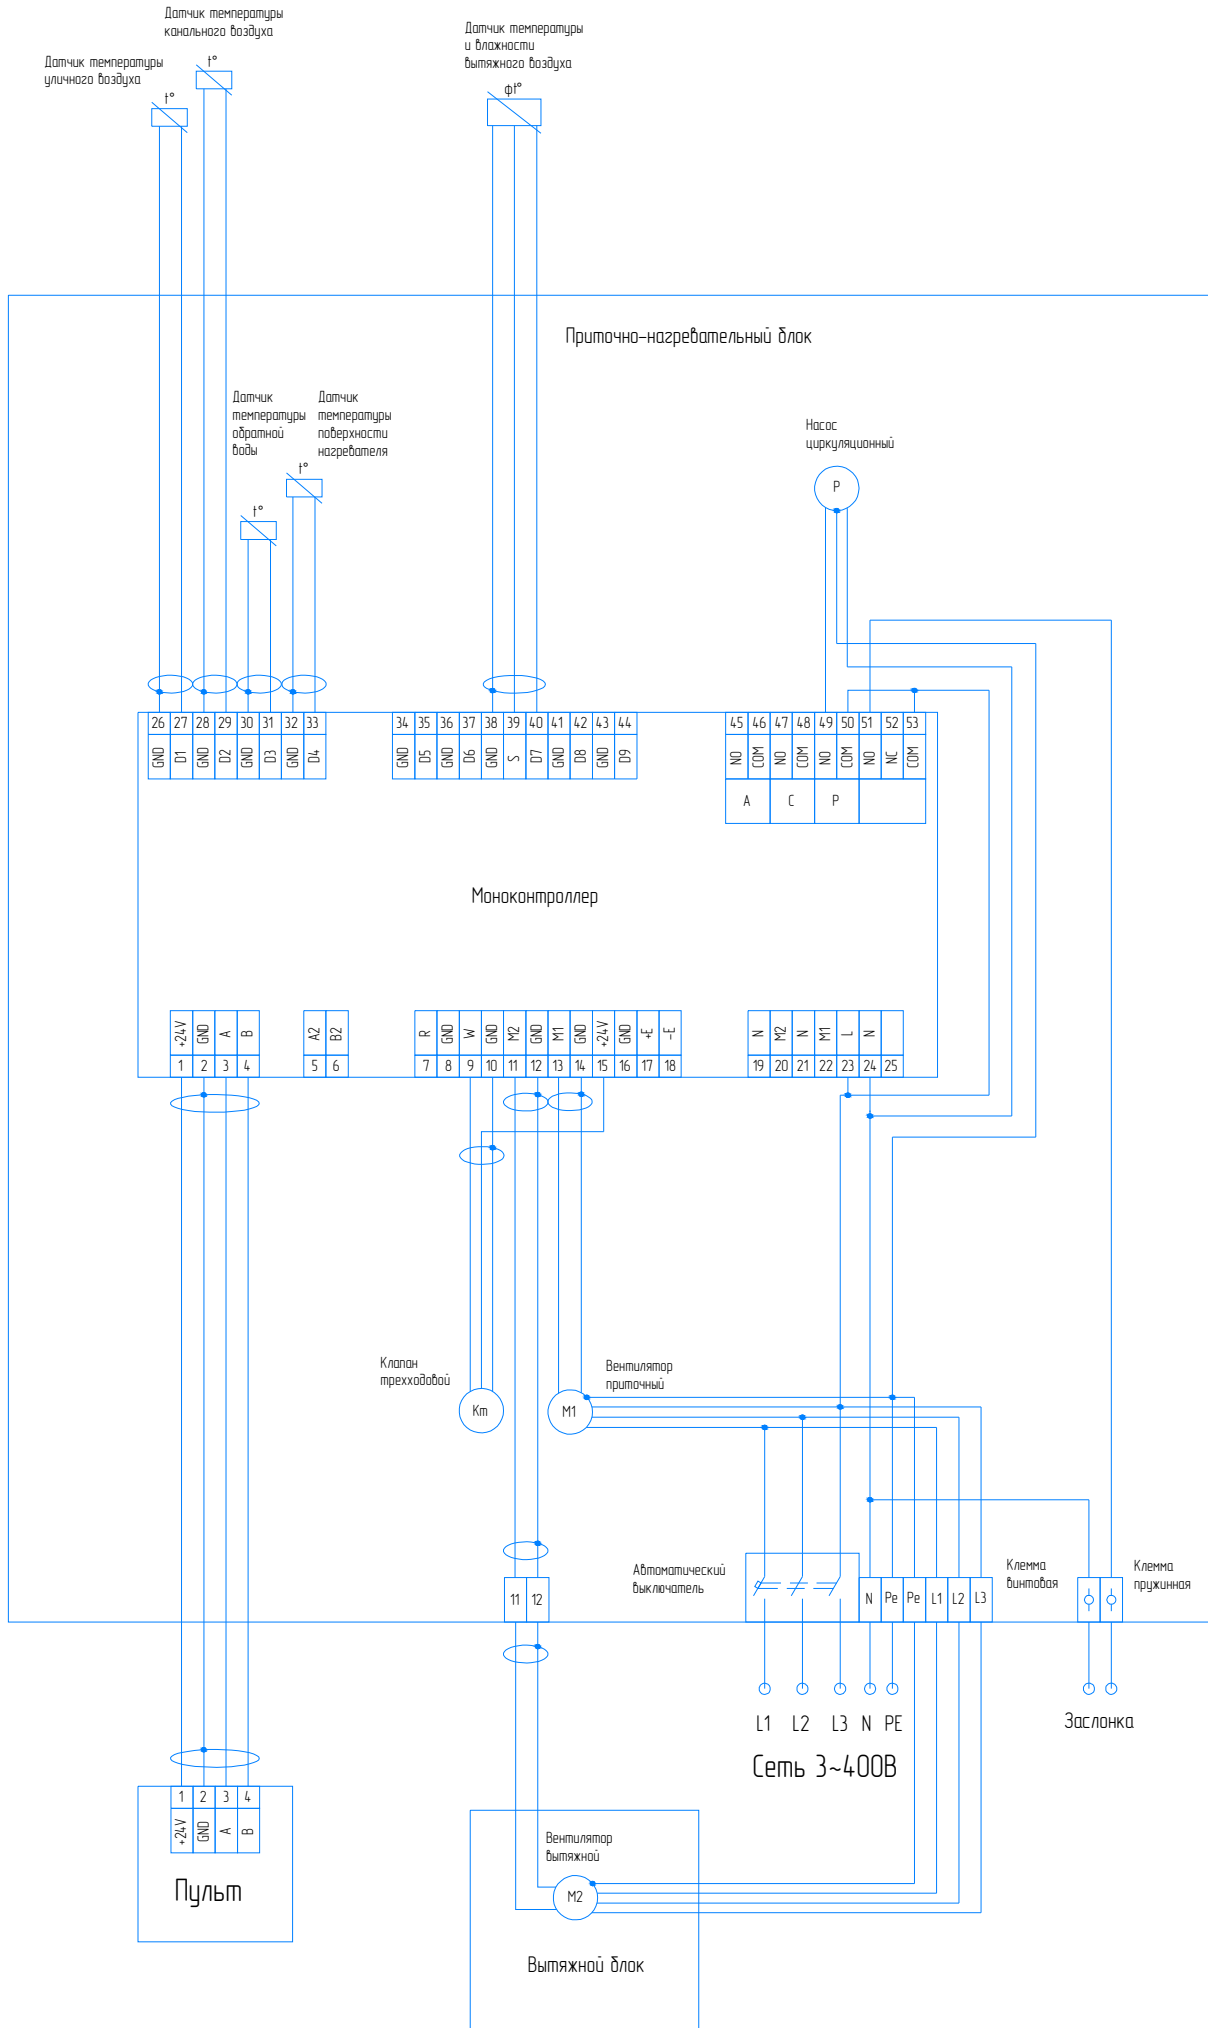 Датчик температуры
канального воздуха
t°
Датчик температуры
уличного воздуха
t°
Датчик температуры
и влажности
вытяжного воздуха
φt°
Приточно-нагревательный блок
Датчик
температуры
обратной
воды
t°
Датчик
температуры
поверхности
нагревателя
t°
Насос
циркуляционный
P
26 27 28 29 30 31 32 33
GND D1 GND D2 GND D3 GND D4
34 35 36 37 38 39 40 41 42 43 44
GND D5 GND D6 GND S D7 GND D8 GND D9
45 46 47 48 49 50 51 52 53
NO COM NO COM NO COM NO NC COM
A C P
Моноконтроллер
+24V GND A B
1 2 3 4
A2 B2
5 6
R GND W GND M2 GND M1 GND +24V GND +E -E
7 8 9 10 11 12 13 14 15 16 17 18
N M2 N M1 L N
19 20 21 22 23 24 25
Клапан
трехходовой
Km
M1
Вентилятор
приточный
11 12
Автоматический
выключатель
N Pe Pe L1 L2 L3
Клемма
винтовая
Клемма
пружинная
L1 L2 L3 N PE
Сеть 3~400В
Заслонка
1 2 3 4
+24V GND A B
Пульт
Вентилятор
вытяжной
M2
Вытяжной блок